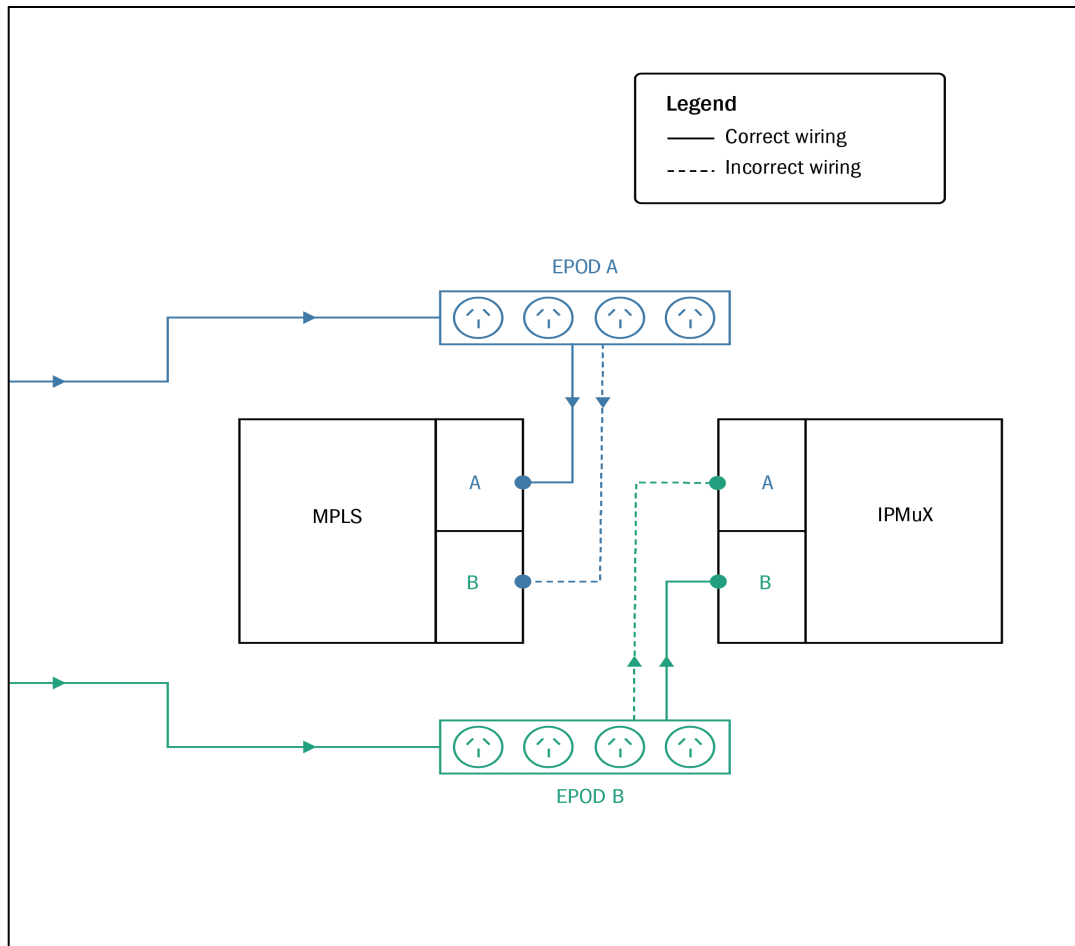 Legend
Correct wiring
Incorrect wiring
EPOD A
A
A
MPLS
IPMuX
B
B
EPOD B